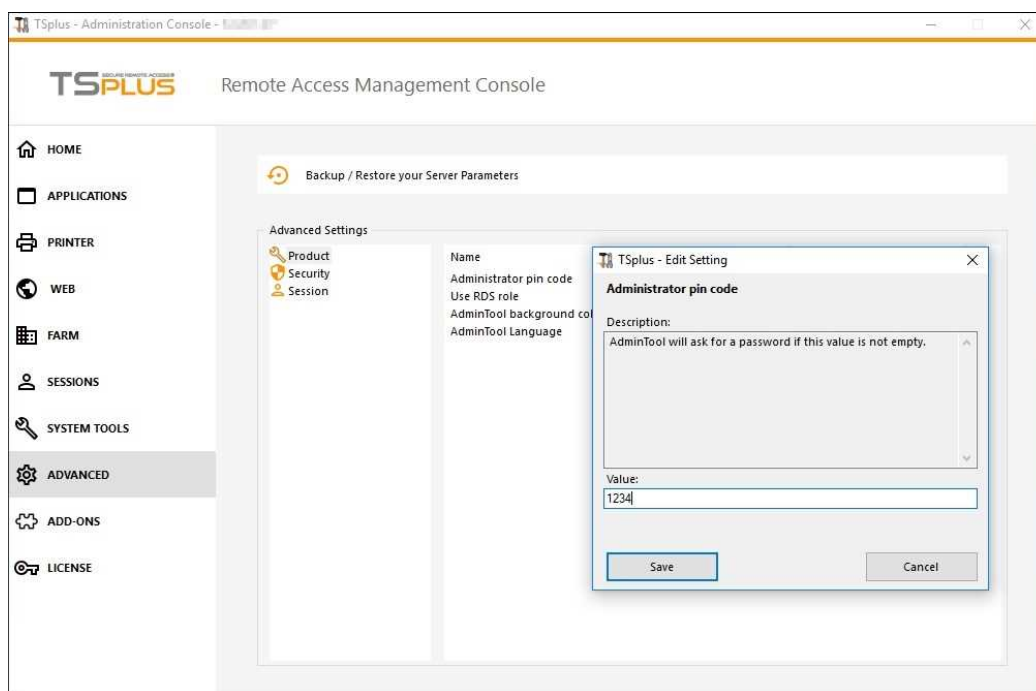 TSplus - Administration Console -
TSPLUS
SECURE REMOTE ACCESS
Remote Access Management Console
HOME
APPLICATIONS
PRINTER
WEB
FARM
SESSIONS
SYSTEM TOOLS
ADVANCED
ADD-ONS
LICENSE
Backup / Restore your Server Parameters
Advanced Settings
Product
Security
Session
Name
Administrator pin code
Use RDS role
AdminTool background col
AdminTool Language
TSplus - Edit Setting
Administrator pin code
Description:
AdminTool will ask for a password if this value is not empty.
Value:
1234
Save
Cancel